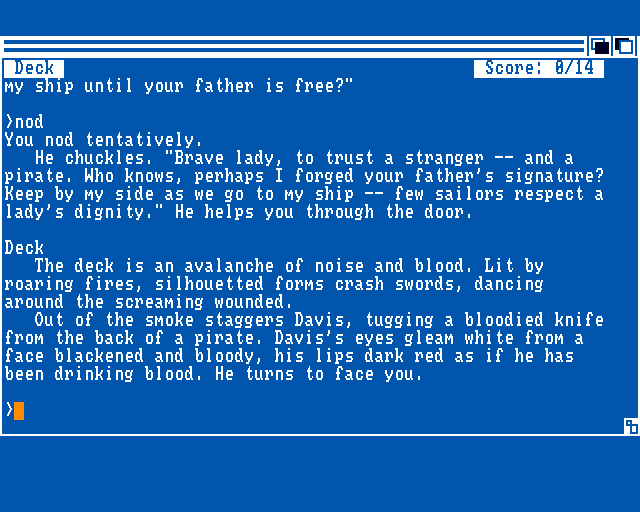 Deck Score: 0/14
my ship until your father is free?"
>nod
You nod tentatively.
He chuckles. "Brave lady, to trust a stranger -- and a
pirate. Who knows, perhaps I forged your father's signature?
Keep by my side as we go to my ship -- few sailors respect a
lady's dignity." He helps you through the door.
Deck
The deck is an avalanche of noise and blood. Lit by
roaring fires, silhouetted forms crash swords, dancing
around the screaming wounded.
Out of the smoke staggers Davis, tugging a bloodied knife
from the back of a pirate. Davis's eyes gleam white from a
face blackened and bloody, his lips dark red as if he has
been drinking blood. He turns to face you.
>